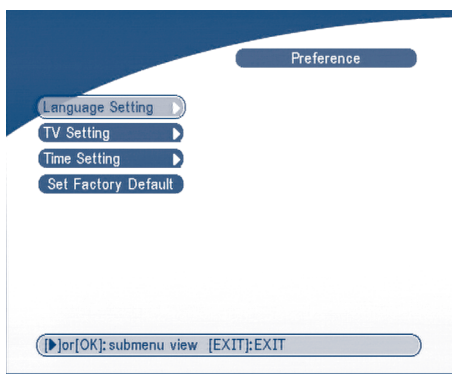 Preference
Language Setting
TV Setting
Time Setting
Set Factory Default
[▶]or[OK]:submenu view [EXIT]:EXIT